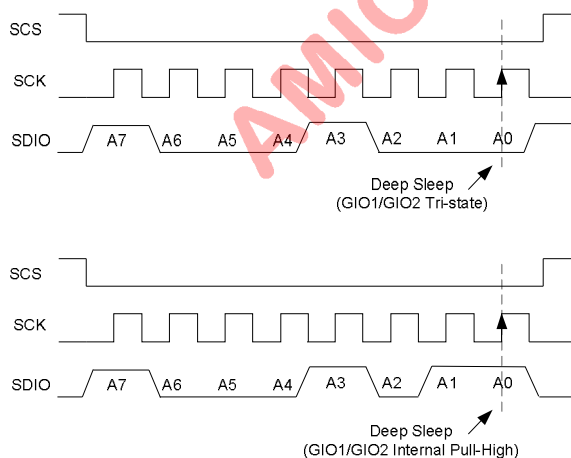 SCS
SCK
SDIO A7 A6 A5 A4 A3 A2 A1 A0
Deep Sleep
(GIO1/GIO2 Tri-state)
AMIC
SCS
SCK
SDIO A7 A6 A5 A4 A3 A2 A1 A0
Deep Sleep
(GIO1/GIO2 Internal Pull-High)